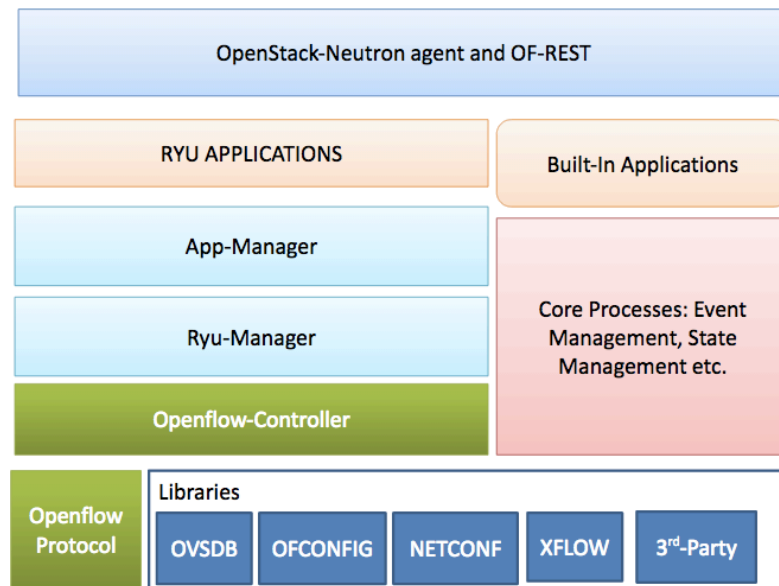 OpenStack-Neutron agent and OF-REST
RYU APPLICATIONS
Built-In Applications
App-Manager
Ryu-Manager
Core Processes: Event
Management, State
Management etc.
Openflow-Controller
Openflow
Protocol
Libraries
OVSDB
OFCONFIG
NETCONF
XFLOW
3rd-Party